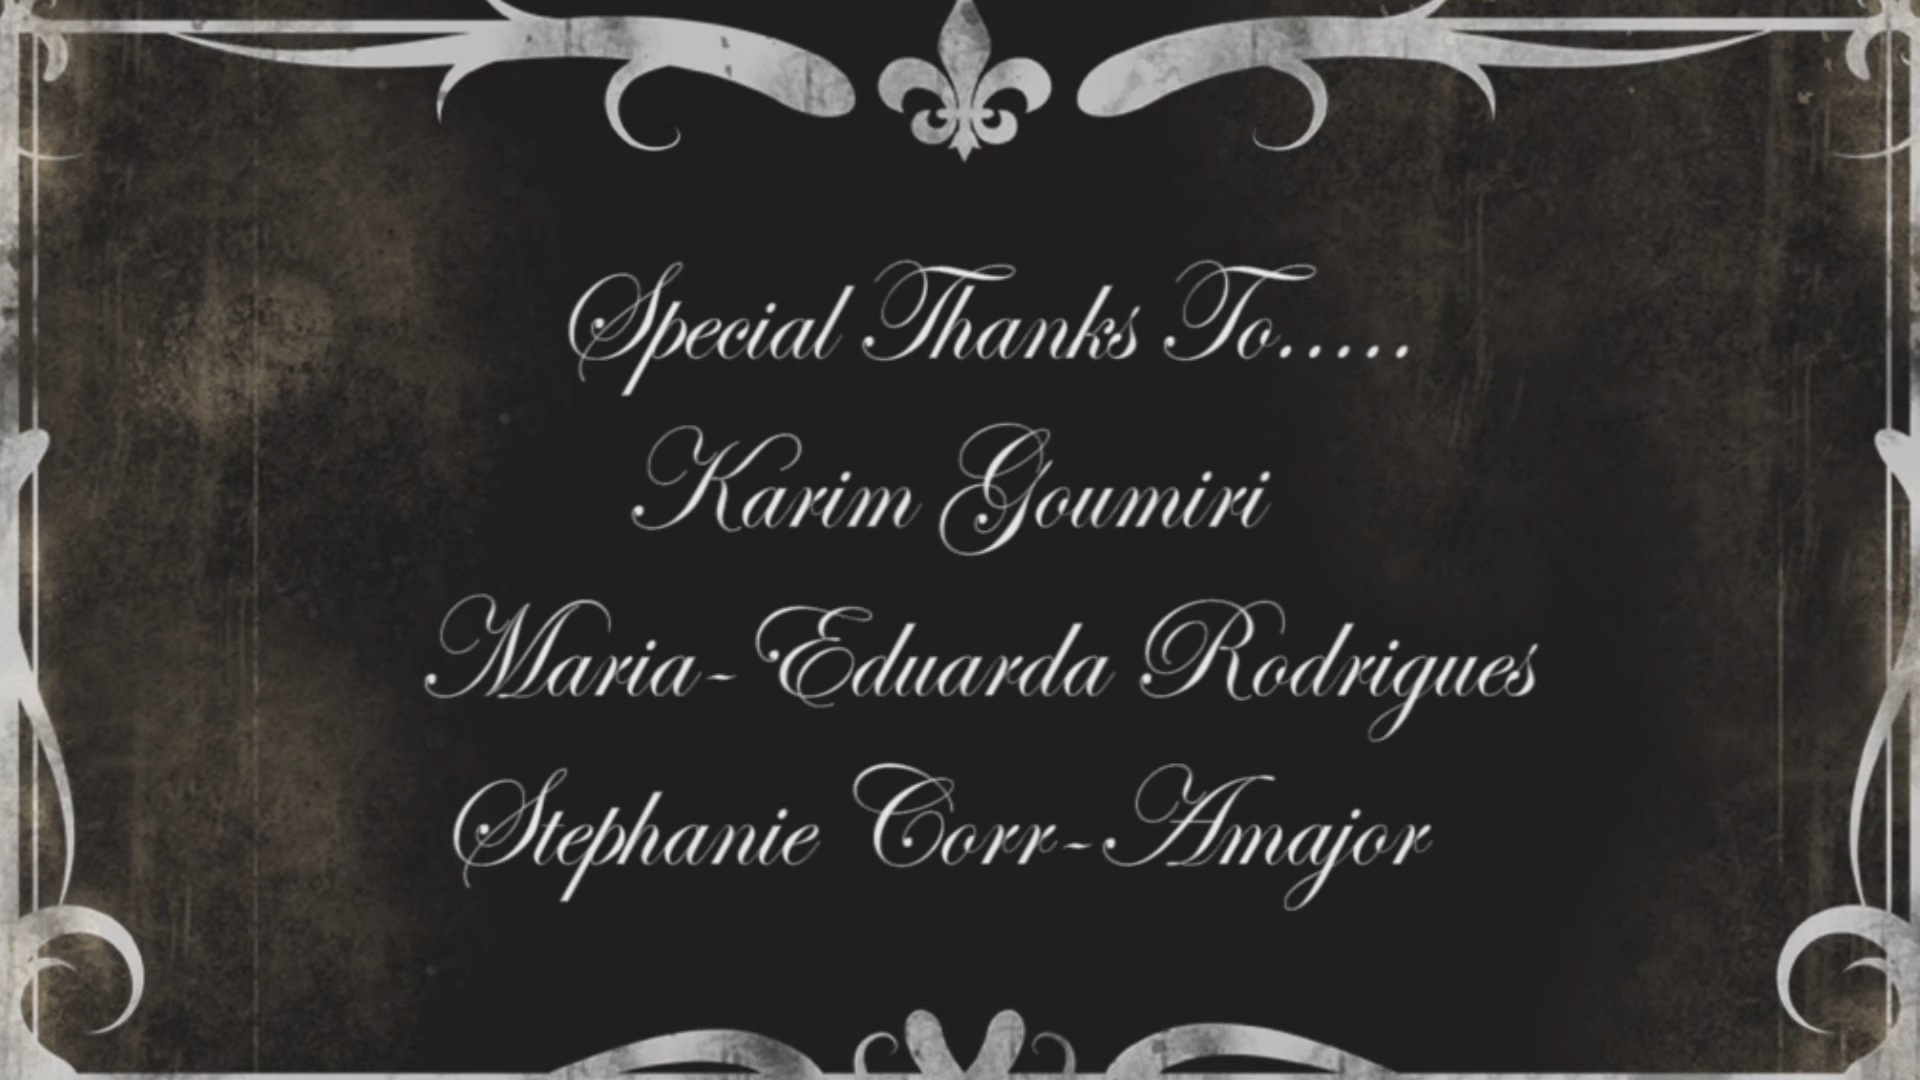 Special Thanks To.....
Karim Goumiri
Maria-Eduarda Rodrigues
Stephanie Corr-Amajor